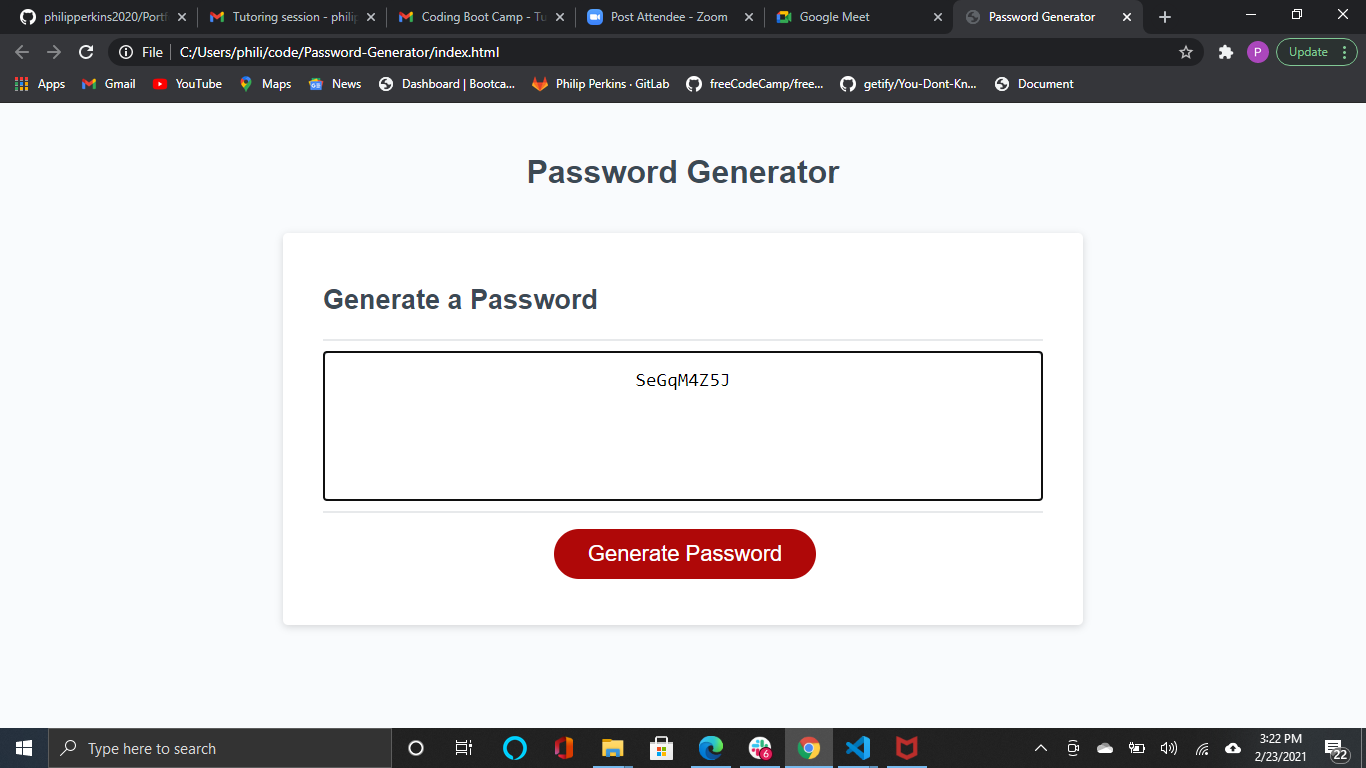 philipperkins2020/Portf
Tutoring session - philip
Coding Boot Camp - Tu
Post Attendee - Zoom
Google Meet
Password Generator
File
C:/Users/phili/code/Password-Generator/index.html
P
Update
Apps
Gmail
YouTube
Maps
News
Dashboard | Bootca...
Philip Perkins · GitLab
freeCodeCamp/free...
getify/You-Dont-Kn...
Document
Password Generator
Generate a Password
SeGqM4Z5J
Generate Password
Type here to search
6
3:22 PM
2/23/2021
22